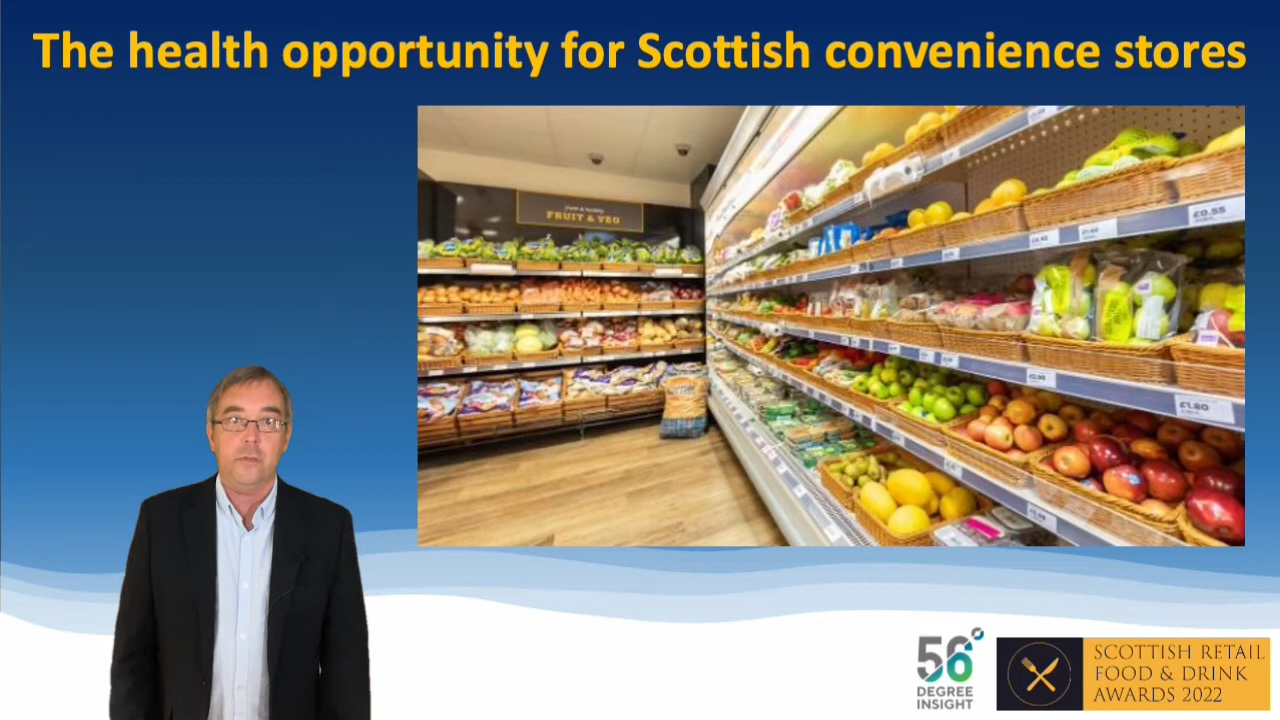 The health opportunity for Scottish convenience stores
FRUIT & VEG
£0.55
£1.80
56°
DEGREE
INSIGHT
SCOTTISH RETAIL
FOOD & DRINK
AWARDS 2022